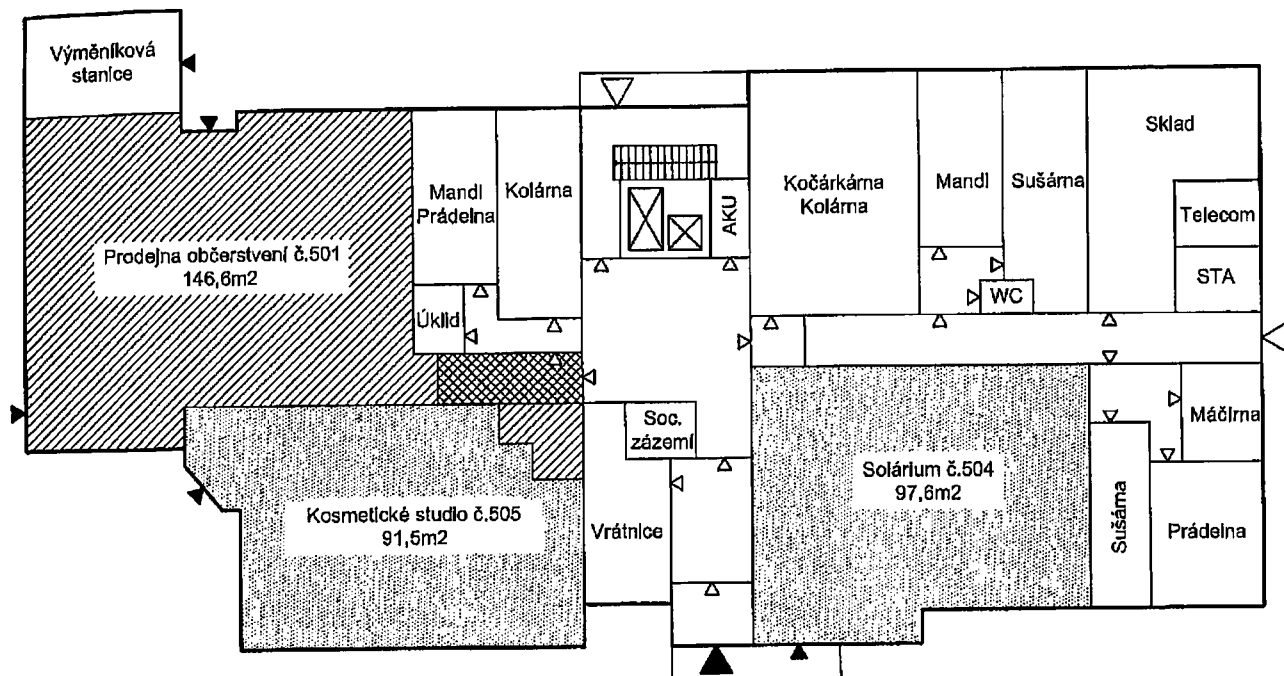 Výměníková
stanice
Prodejna občerstvení č.501
146,6m2
Mandl
Prádelna
Kolárna
Úklid
AKU
Kočárkárna
Kolárna
Mandl
Sušárna
Sklad
Telecom
STA
WC
Soc.
zázemí
Vrátnice
Kosmetické studio č.505
91,5m2
Solárium č.504
97,6m2
Sušárna
Máčírna
Prádelna